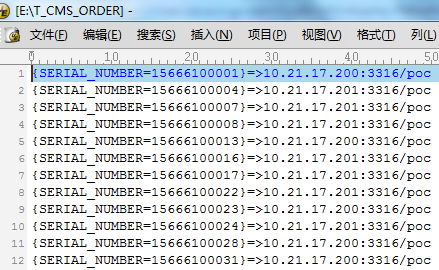 [E:\T_CMS_ORDER] -
文件(F) 编辑(E) 搜索(S) 插入(N) 项目(P) 视图(V) 格式(T) 列(L)
0 10 20 30 40 50
1 {SERIAL_NUMBER=15666100001}=>10.21.17.200:3316/poc
2 {SERIAL_NUMBER=15666100004}=>10.21.17.201:3316/poc
3 {SERIAL_NUMBER=15666100007}=>10.21.17.201:3316/poc
4 {SERIAL_NUMBER=15666100008}=>10.21.17.201:3316/poc
5 {SERIAL_NUMBER=15666100013}=>10.21.17.200:3316/poc
6 {SERIAL_NUMBER=15666100016}=>10.21.17.200:3316/poc
7 {SERIAL_NUMBER=15666100017}=>10.21.17.201:3316/poc
8 {SERIAL_NUMBER=15666100022}=>10.21.17.201:3316/poc
9 {SERIAL_NUMBER=15666100023}=>10.21.17.200:3316/poc
10 {SERIAL_NUMBER=15666100024}=>10.21.17.201:3316/poc
11 {SERIAL_NUMBER=15666100028}=>10.21.17.201:3316/poc
12 {SERIAL_NUMBER=15666100031}=>10.21.17.200:3316/poc